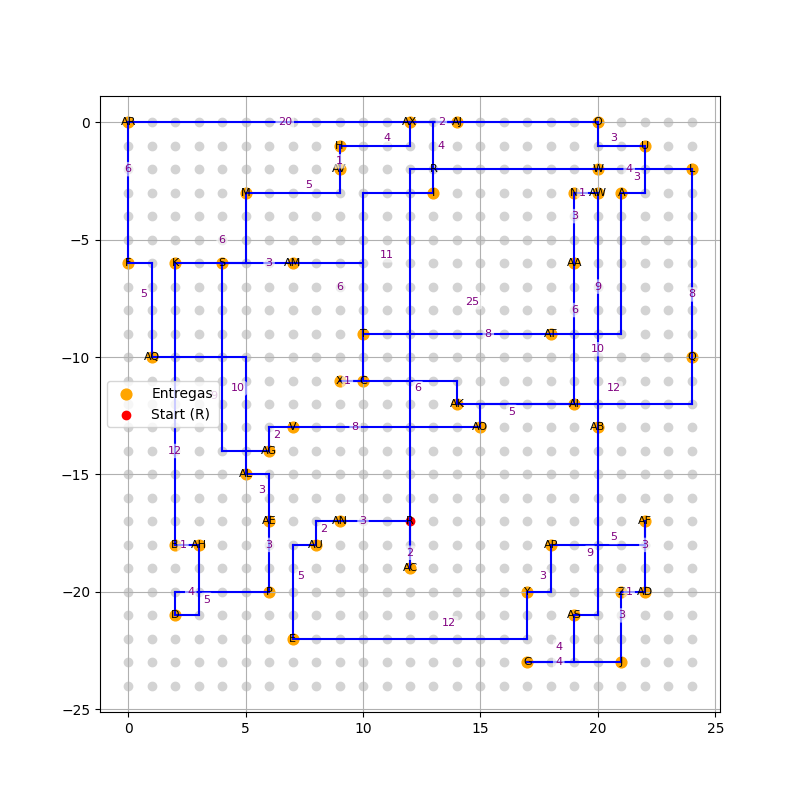 AR 20 AX 2 AJ O
H 4 4 3 U
1
R W 4 L
5 3
M I N 1 AW A
6 3
6 11
F K S 3 AM AA
5 6 9 8
25 6
T 8 AT
10
AQ Q
X 1 C 6 12
10
AK 5 AI
V 8 AO AB
2
12 AG
AL
3
AE 2 AN 3 R AF
B 1 AH 3 AU 2 AP 9 5 3
AC
5 3
4 5 P Y Z 1 AD
D AS 3
E 12
4
G 4 J
Entregas
Start (R)
0
−5
−10
−15
−20
−25
0 5 10 15 20 25